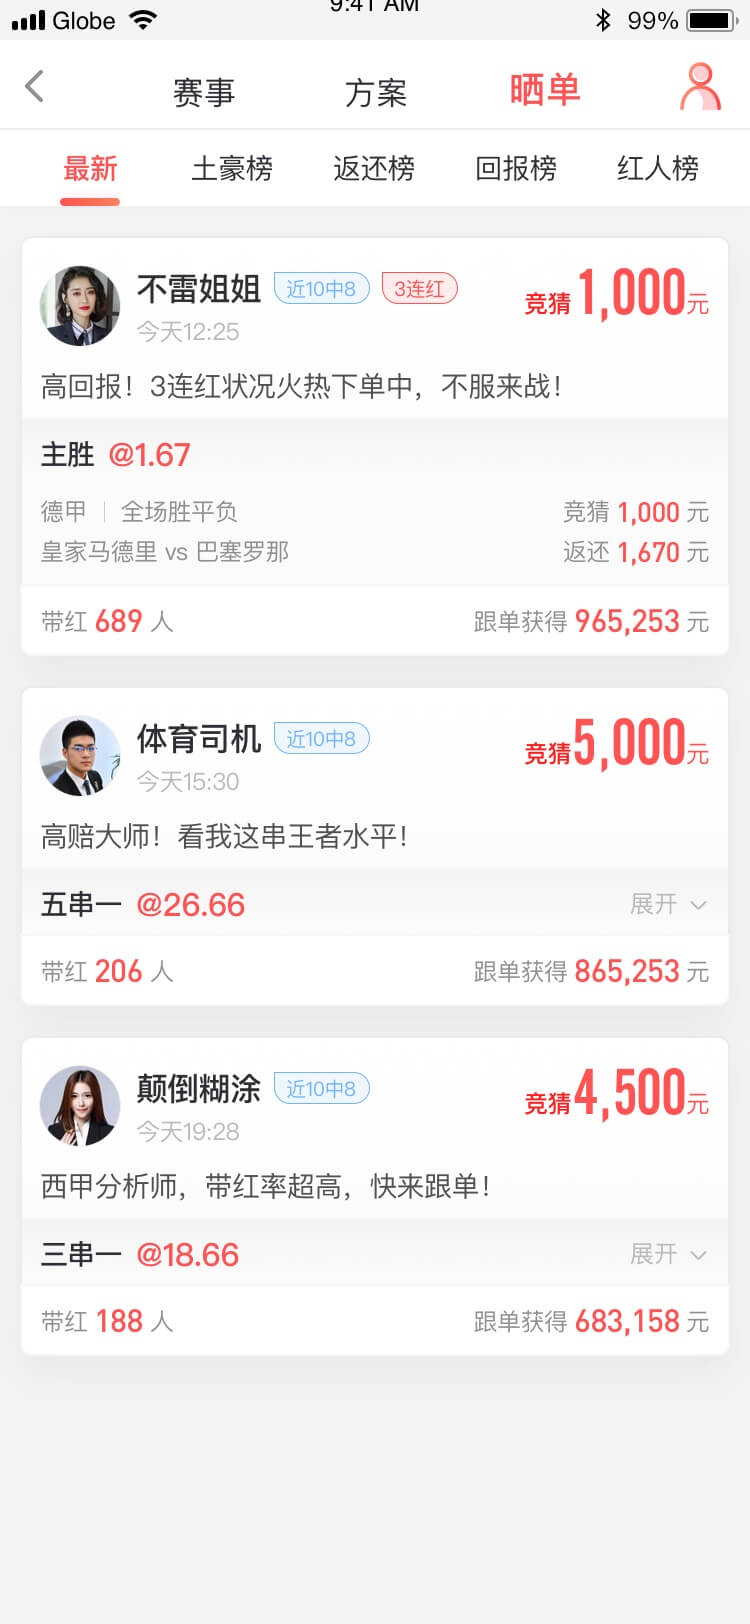 Globe 9:41 AM 99%
赛事 方案 晒单
最新 土豪榜 返还榜 回报榜 红人榜
不雷姐姐 近10中8 3连红 竞猜1,000元
今天12:25
高回报！3连红状况火热下单中，不服来战！
主胜 @1.67
德甲 | 全场胜平负 竞猜 1,000 元
皇家马德里 vs 巴塞罗那 返还 1,670 元
带红 689 人 跟单获得 965,253 元
体育司机 近10中8 竞猜5,000元
今天15:30
高赔大师！看我这串王者水平！
五串一 @26.66 展开
带红 206 人 跟单获得 865,253 元
颠倒糊涂 近10中8 竞猜4,500元
今天19:28
西甲分析师，带红率超高，快来跟单！
三串一 @18.66 展开
带红 188 人 跟单获得 683,158 元